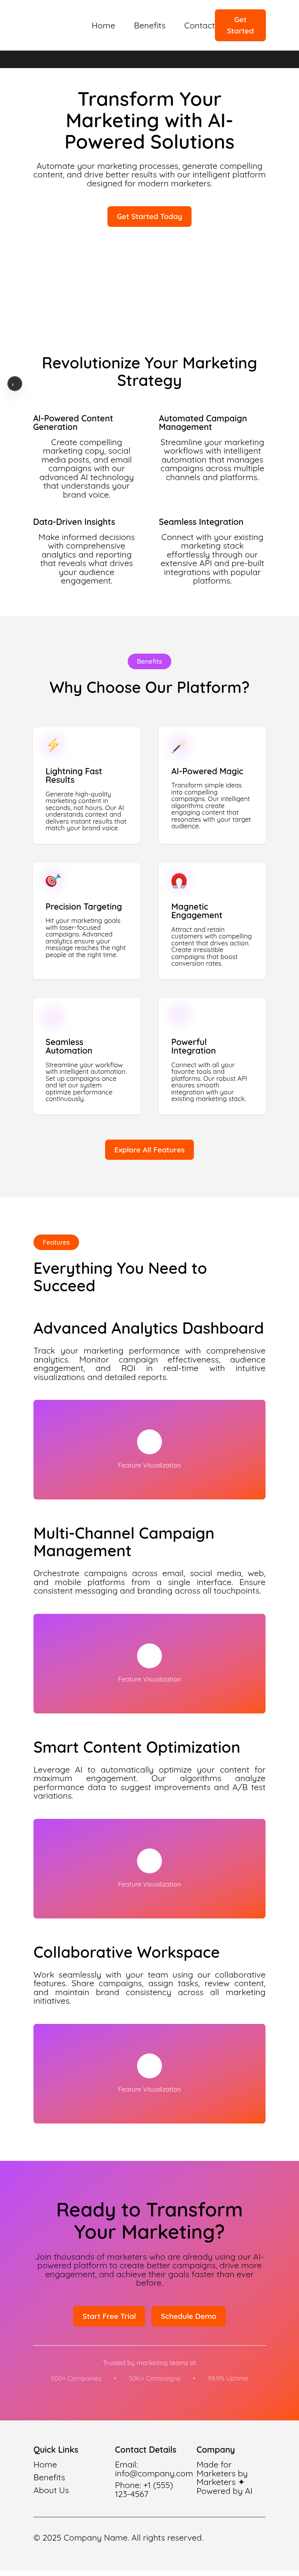 Home Benefits Contact
Get
Started
Transform Your
Marketing with AI-
Powered Solutions
Automate your marketing processes, generate compelling
content, and drive better results with our intelligent platform
designed for modern marketers.
Get Started Today
Revolutionize Your Marketing
Strategy
AI-Powered Content
Generation
Create compelling
marketing copy, social
media posts, and email
campaigns with our
advanced AI technology
that understands your
brand voice.
Automated Campaign
Management
Streamline your marketing
workflows with intelligent
automation that manages
campaigns across multiple
channels and platforms.
Data-Driven Insights
Make informed decisions
with comprehensive
analytics and reporting
that reveals what drives
your audience
engagement.
Seamless Integration
Connect with your existing
marketing stack
effortlessly through our
extensive API and pre-built
integrations with popular
platforms.
Benefits
Why Choose Our Platform?
Lightning Fast
Results
Generate high-quality
marketing content in
seconds, not hours. Our AI
understands context and
delivers instant results that
match your brand voice.
AI-Powered Magic
Transform simple ideas
into compelling
campaigns. Our intelligent
algorithms create
engaging content that
resonates with your target
audience.
Precision Targeting
Hit your marketing goals
with laser-focused
campaigns. Advanced
analytics ensure your
message reaches the right
people at the right time.
Magnetic
Engagement
Attract and retain
customers with compelling
content that drives action.
Create irresistible
campaigns that boost
conversion rates.
Seamless
Automation
Streamline your workflow
with intelligent automation.
Set up campaigns once
and let our system
optimize performance
continuously.
Powerful
Integration
Connect with all your
favorite tools and
platforms. Our robust API
ensures smooth
integration with your
existing marketing stack.
Explore All Features
Features
Everything You Need to
Succeed
Advanced Analytics Dashboard
Track your marketing performance with comprehensive
analytics. Monitor campaign effectiveness, audience
engagement, and ROI in real-time with intuitive
visualizations and detailed reports.
Feature Visualization
Multi-Channel Campaign
Management
Orchestrate campaigns across email, social media, web,
and mobile platforms from a single interface. Ensure
consistent messaging and branding across all touchpoints.
Feature Visualization
Smart Content Optimization
Leverage AI to automatically optimize your content for
maximum engagement. Our algorithms analyze
performance data to suggest improvements and A/B test
variations.
Feature Visualization
Collaborative Workspace
Work seamlessly with your team using our collaborative
features. Share campaigns, assign tasks, review content,
and maintain brand consistency across all marketing
initiatives.
Feature Visualization
Ready to Transform
Your Marketing?
Join thousands of marketers who are already using our AI-
powered platform to create better campaigns, drive more
engagement, and achieve their goals faster than ever
before.
Start Free Trial Schedule Demo
Trusted by marketing teams at
500+ Companies • 50K+ Campaigns • 99.9% Uptime
Quick Links
Home
Benefits
About Us
Contact Details
Email:
info@company.com
Phone: +1 (555)
123-4567
Company
Made for
Marketers by
Marketers ✦
Powered by AI
© 2025 Company Name. All rights reserved.